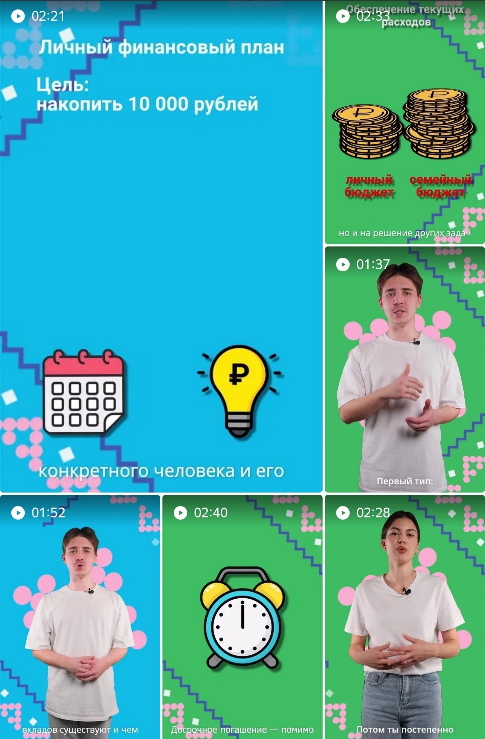 02:21
Личный финансовый план
Цель:
накопить 10 000 рублей
₽
конкретного человека и его
02:33
Обеспечение текущих
расходов
₽
₽
личный
бюджет
семейный
бюджет
но и на решение других зада
01:37
Первый тип:
01:52
вкладов существуют и чем
02:40
Досрочное погашение — помимо
02:28
Потом ты постепенно